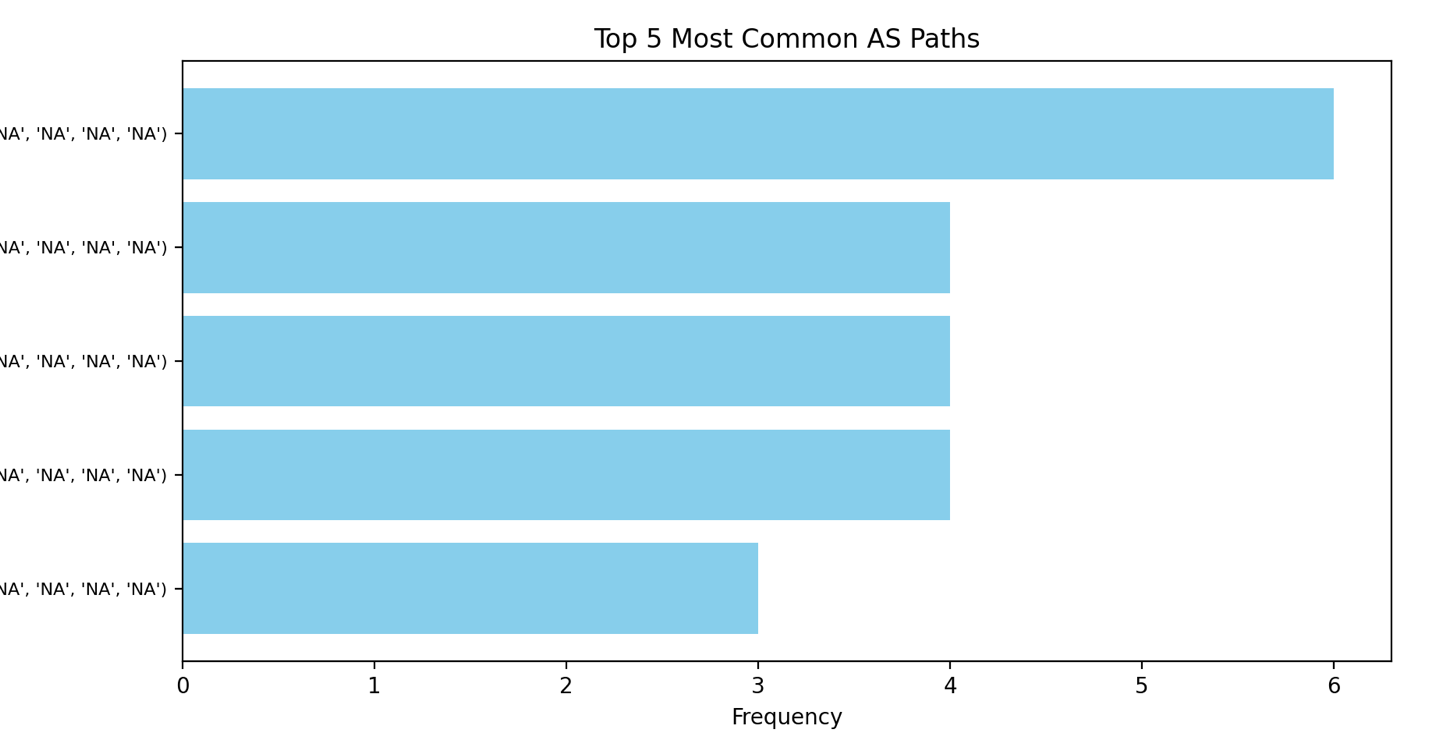 Top 5 Most Common AS Paths
NA', 'NA', 'NA', 'NA')
NA', 'NA', 'NA', 'NA')
NA', 'NA', 'NA', 'NA')
NA', 'NA', 'NA', 'NA')
NA', 'NA', 'NA', 'NA')
0 1 2 3 4 5 6
Frequency